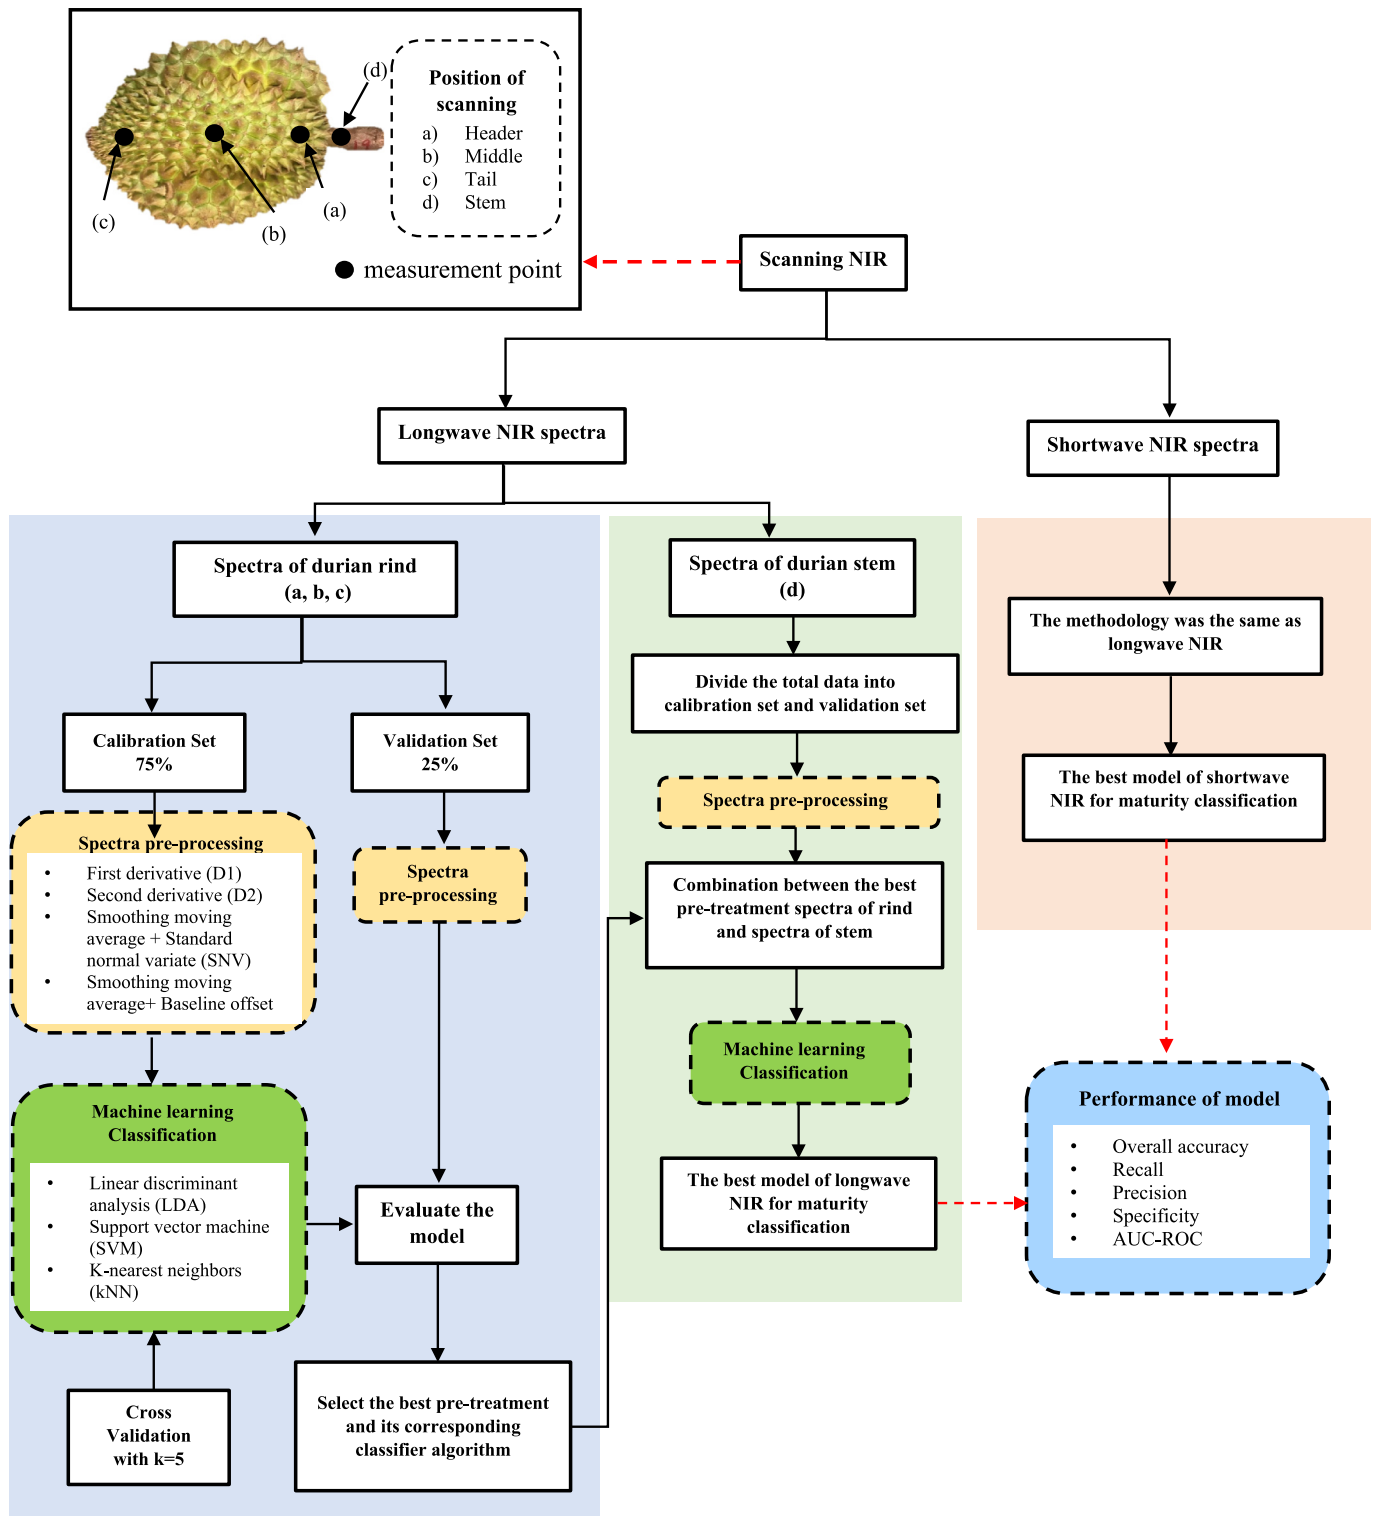 (d)
Position of
scanning
a) Header
b) Middle
c) Tail
d) Stem
(c)
(b)
(a)
measurement point
Scanning NIR
Longwave NIR spectra
Shortwave NIR spectra
Spectra of durian rind
(a, b, c)
Calibration Set
75%
Validation Set
25%
Spectra pre-processing
• First derivative (D1)
• Second derivative (D2)
• Smoothing moving
average + Standard
normal variate (SNV)
• Smoothing moving
average+ Baseline offset
Spectra
pre-processing
Machine learning
Classification
• Linear discriminant
analysis (LDA)
• Support vector machine
(SVM)
• K-nearest neighbors
(kNN)
Evaluate the
model
Cross
Validation
with k=5
Select the best pre-treatment
and its corresponding
classifier algorithm
Spectra of durian stem
(d)
Divide the total data into
calibration set and validation set
Spectra pre-processing
Combination between the best
pre-treatment spectra of rind
and spectra of stem
Machine learning
Classification
The best model of longwave
NIR for maturity
classification
The methodology was the same as
longwave NIR
The best model of shortwave
NIR for maturity classification
Performance of model
• Overall accuracy
• Recall
• Precision
• Specificity
• AUC-ROC